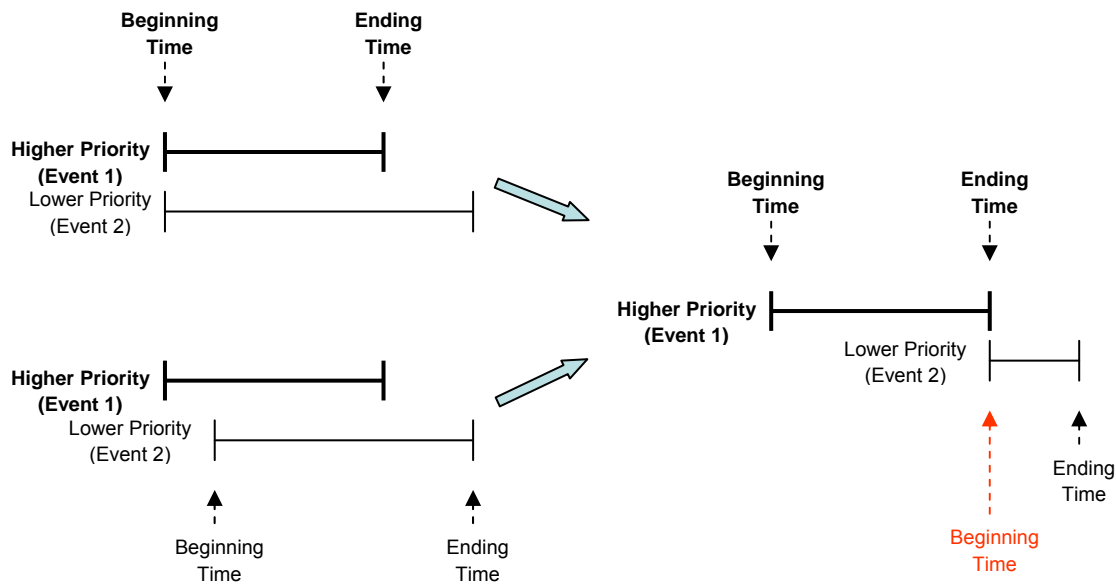 Beginning
Time
Ending
Time
Higher Priority
(Event 1)
Lower Priority
(Event 2)
Higher Priority
(Event 1)
Lower Priority
(Event 2)
Beginning
Time
Ending
Time
Beginning
Time
Ending
Time
Higher Priority
(Event 1)
Lower Priority
(Event 2)
Beginning
Time
Ending
Time